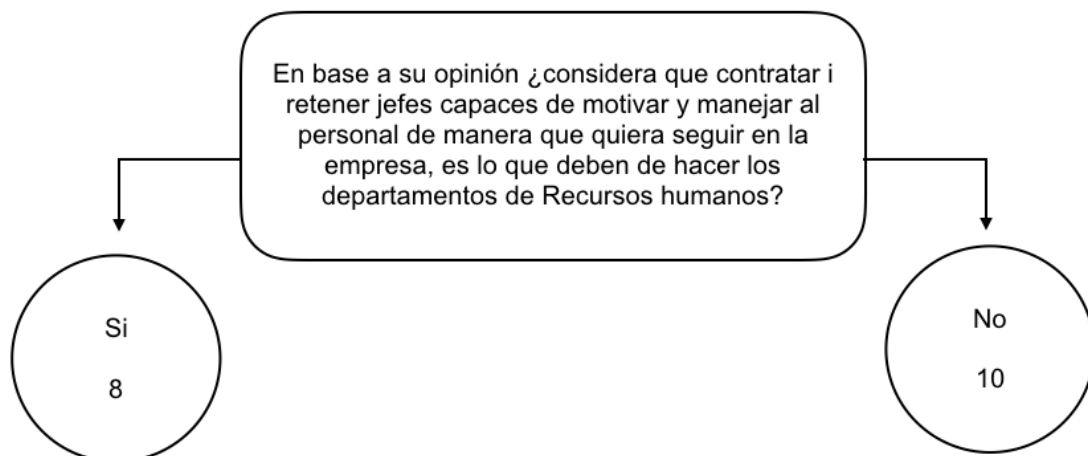 En base a su opinión ¿considera que contratar i
retener jefes capaces de motivar y manejar al
personal de manera que quiera seguir en la
empresa, es lo que deben de hacer los
departamentos de Recursos humanos?
Si
8
No
10